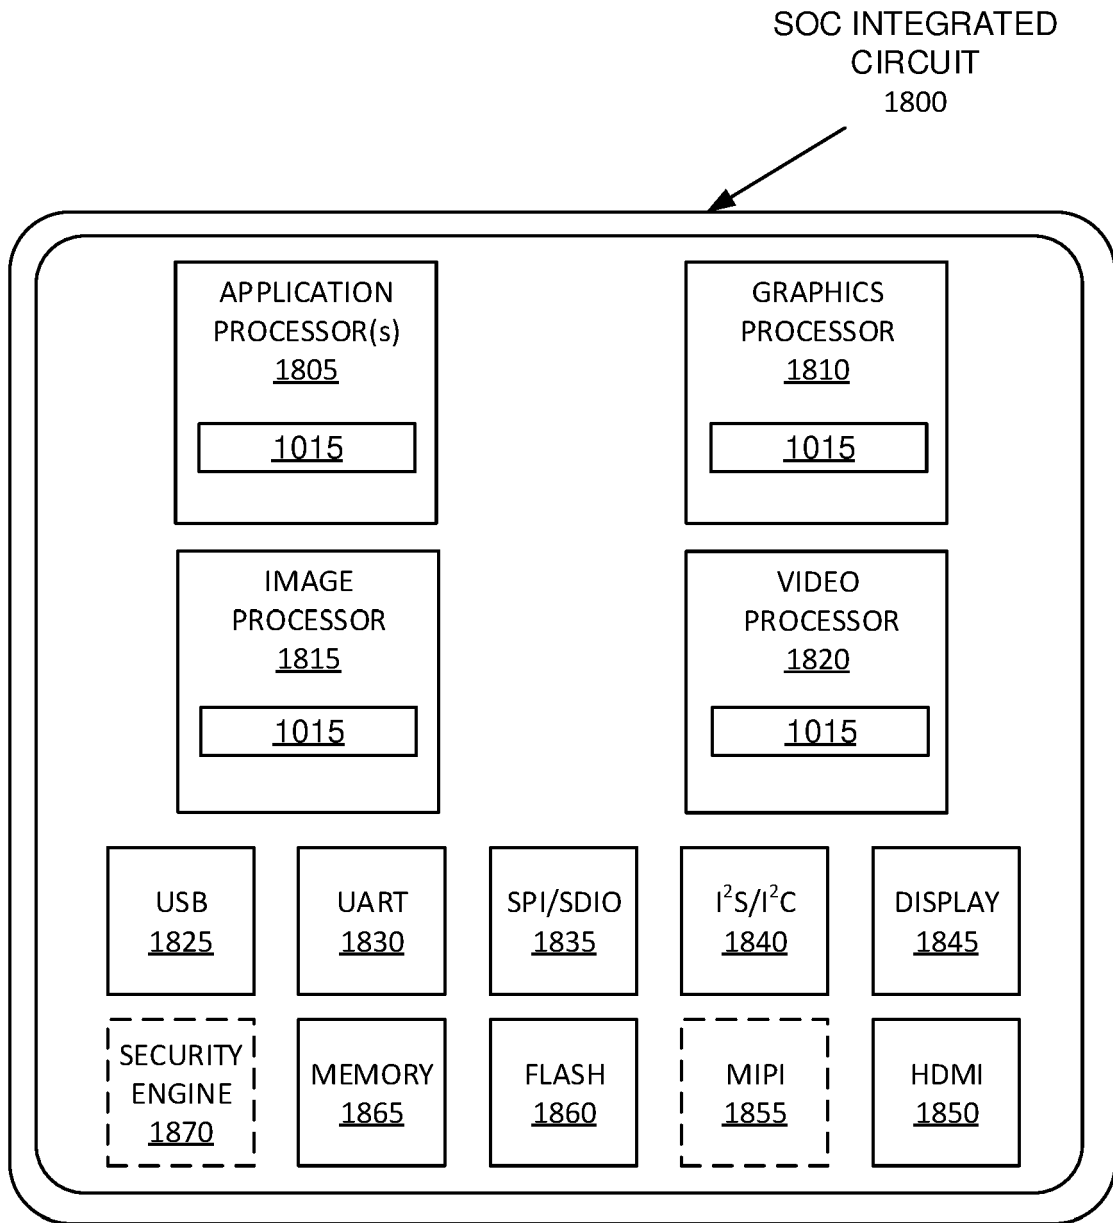 SOC INTEGRATED
CIRCUIT
1800
APPLICATION
PROCESSOR(s)
1805
1015
GRAPHICS
PROCESSOR
1810
1015
IMAGE
PROCESSOR
1815
1015
VIDEO
PROCESSOR
1820
1015
USB
1825
UART
1830
SPI/SDIO
1835
I²S/I²C
1840
DISPLAY
1845
SECURITY
ENGINE
1870
MEMORY
1865
FLASH
1860
MIPI
1855
HDMI
1850